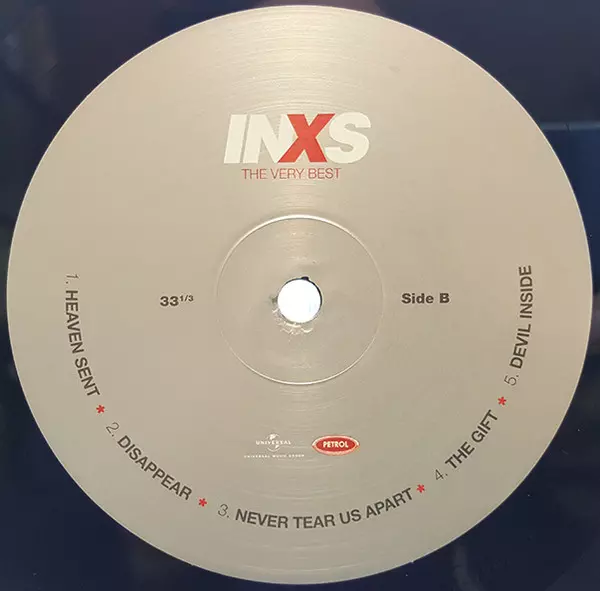 INXS
THE VERY BEST
33 1/3
Side B
1. HEAVEN SENT * 2. DISAPPEAR * 3. NEVER TEAR US APART * 4. THE GIFT * 5. DEVIL INSIDE
UNIVERSAL
UNIVERSAL MUSIC GROUP
PETROL